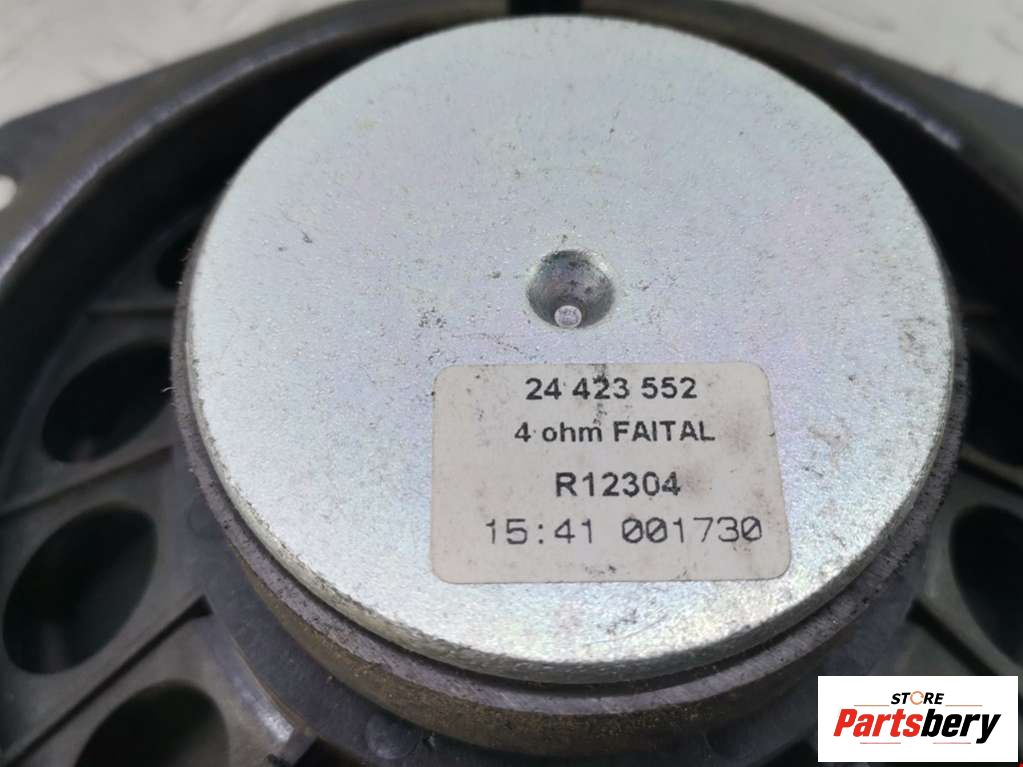 24 423 552
4 ohm FAITAL
R12304
15:41 001730
STORE
Partsbery